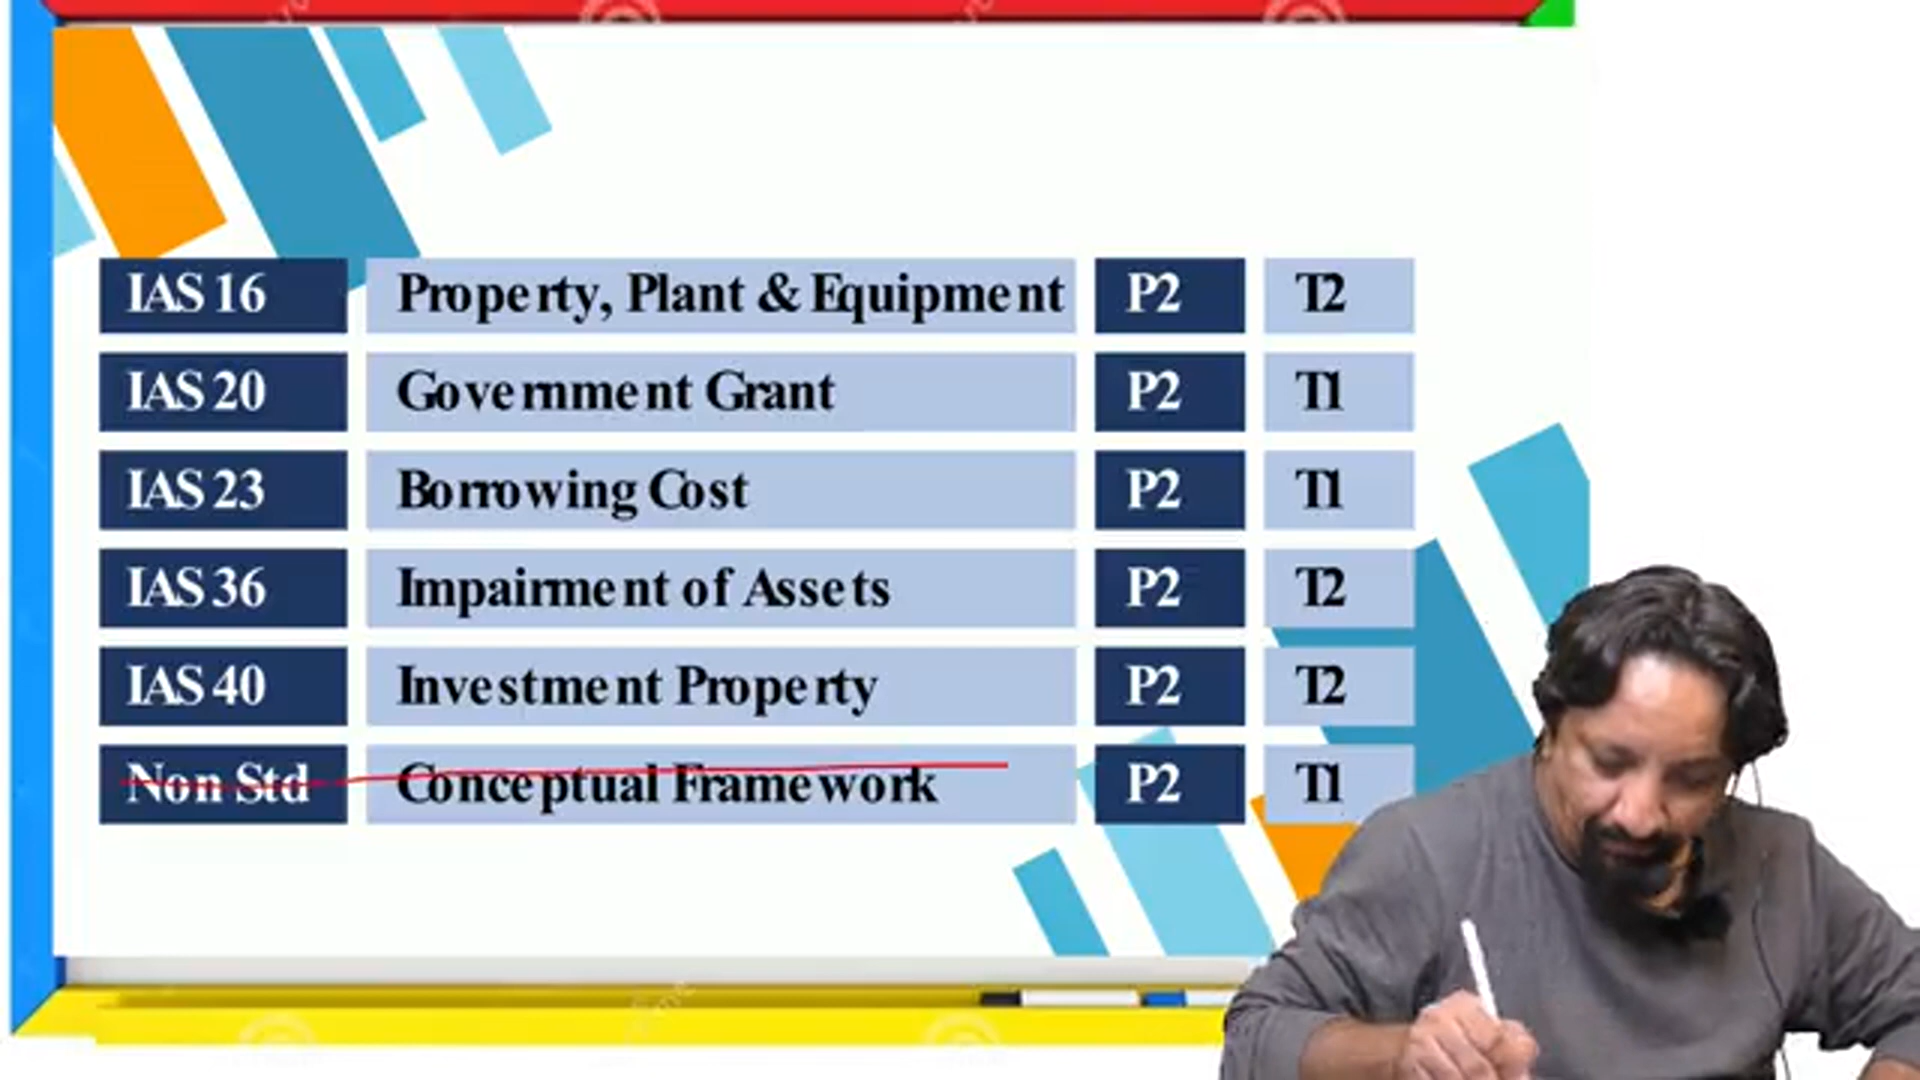 IAS 16 Property, Plant & Equipment P2 T2
IAS 20 Government Grant P2 T1
IAS 23 Borrowing Cost P2 T1
IAS 36 Impairment of Assets P2 T2
IAS 40 Investment Property P2 T2
Non Std Conceptual Framework P2 T1